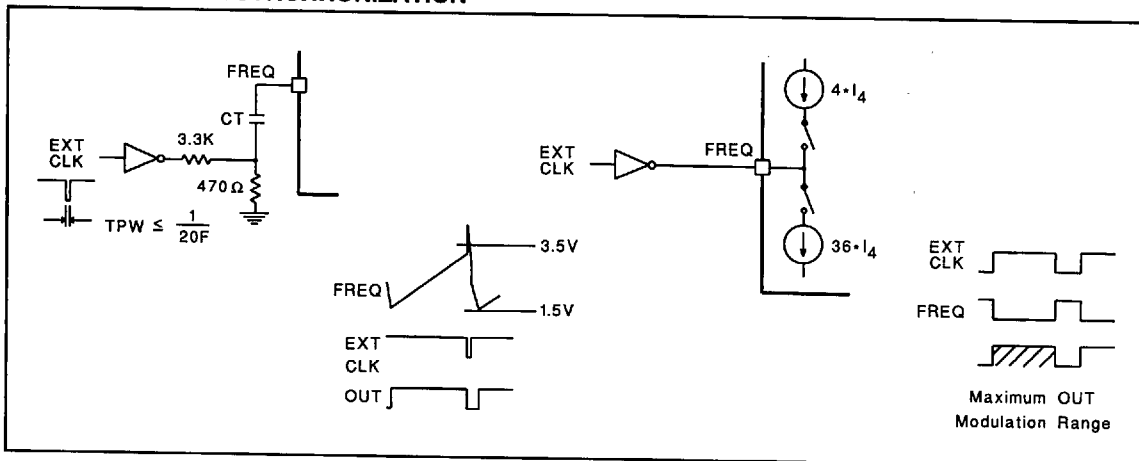 FREQ
CT
EXT
CLK
3.3K
470Ω
TPW ≤ 1/20F
FREQ
3.5V
1.5V
EXT
CLK
OUT
EXT
CLK
FREQ
4•I4
36•I4
EXT
CLK
FREQ
Maximum OUT
Modulation Range